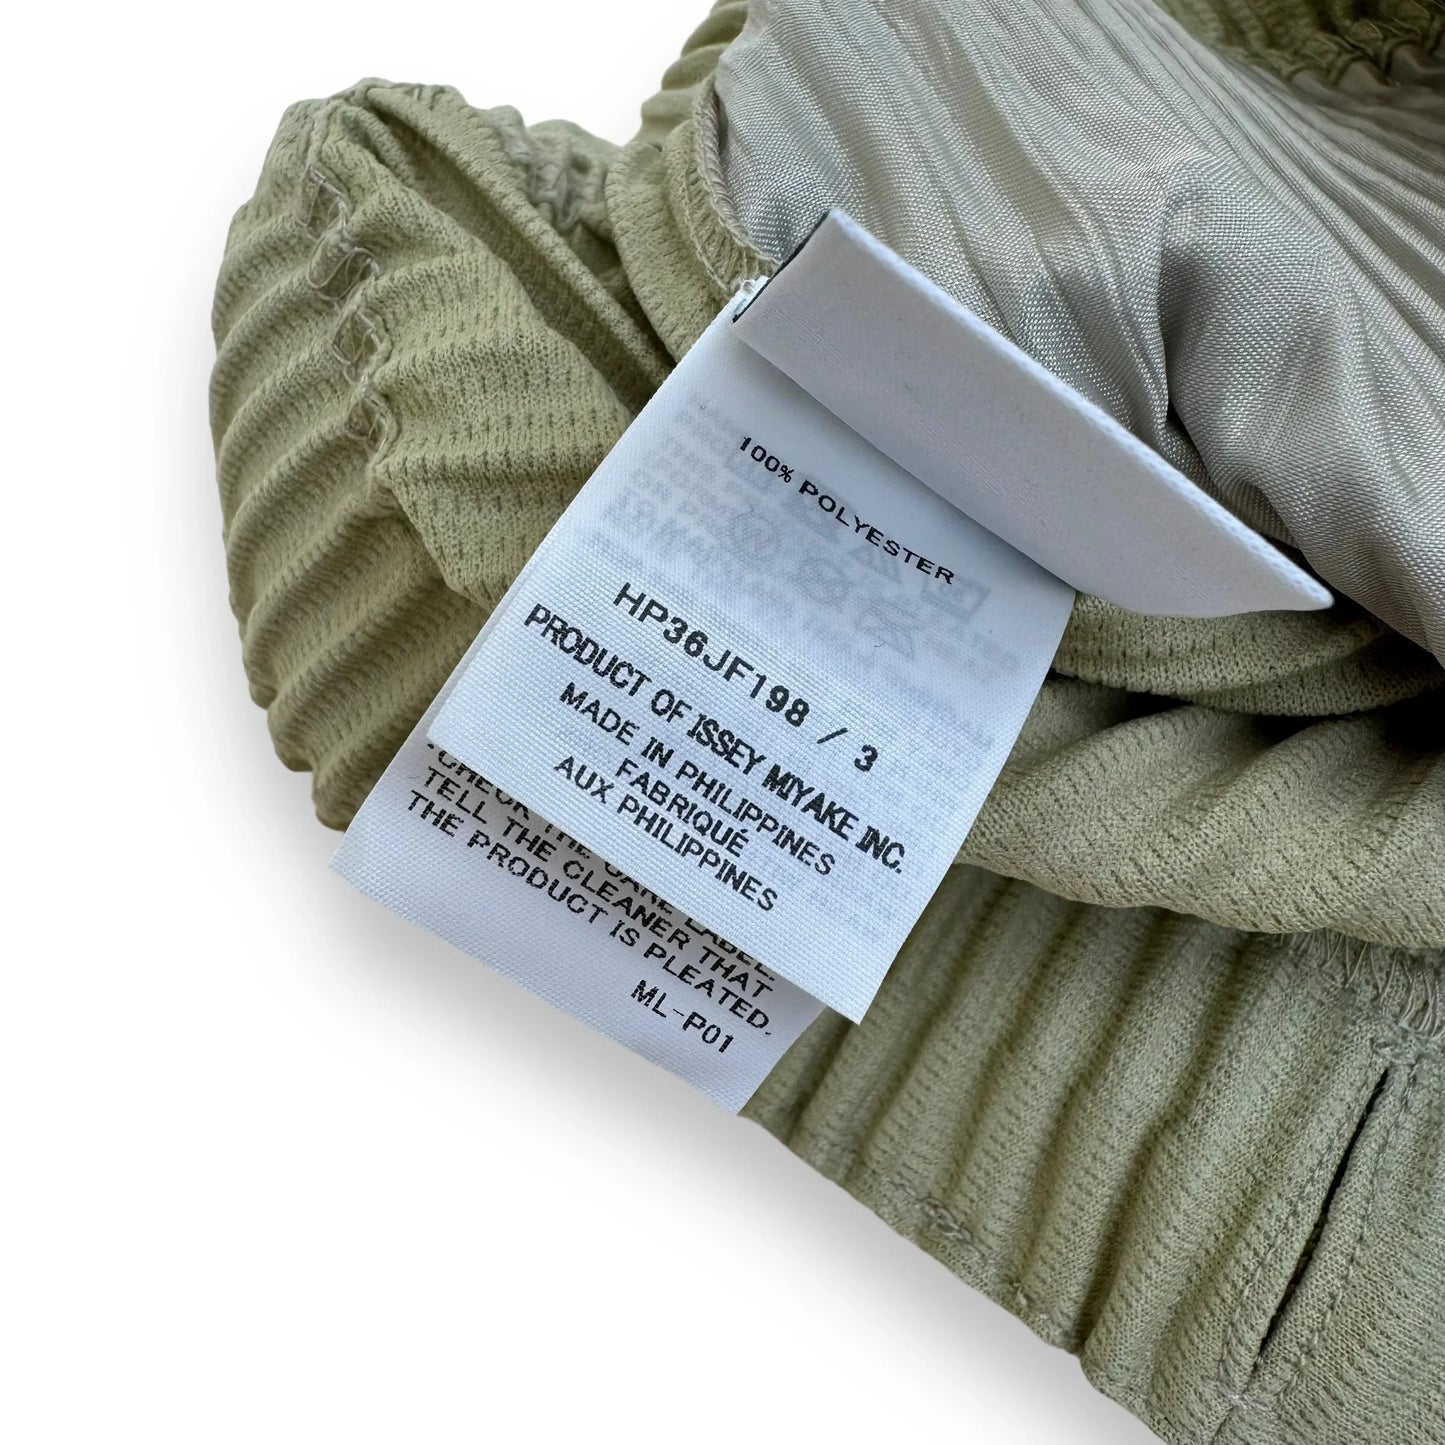 100% POLYESTER
HP36JF198 / 3
PRODUCT OF ISSEY MIYAKE INC.
MADE IN PHILIPPINES
FABRIQUÉ
AUX PHILIPPINES
TELL THE CLEANER THAT
THE PRODUCT IS PLEATED.
ML-P01